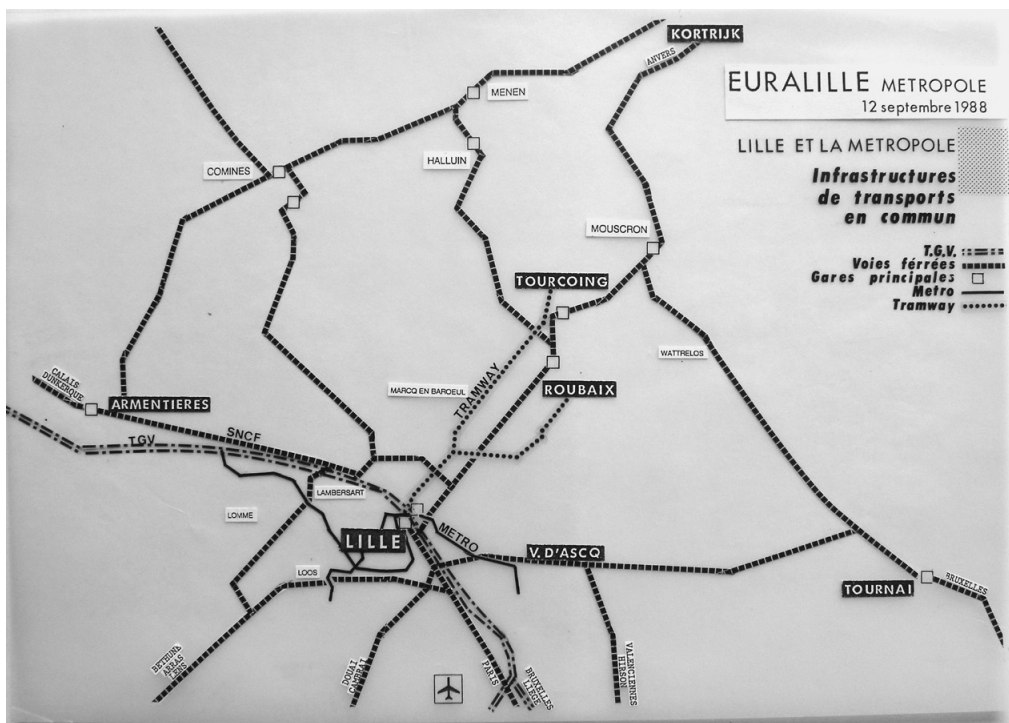 KORTRIJK
ANVERS
EURALILLE METROPOLE
12 septembre 1988
LILLE ET LA METROPOLE
Infrastructures
de transports
en commun
T.G.V.
Voies férrées
Gares principales
Metro
Tramway
MENEN
HALLUIN
COMINES
MOUSCRON
TOURCOING
WATTRELOS
MARCQ EN BAROEUL
TRAMWAY
ROUBAIX
CALAIS
DUNKERQUE
ARMENTIERES
SNCF
TGV
LAMBERSART
LOMME
LILLE
METRO
V. D'ASCQ
LOOS
TOURNAI
BRUXELLES
BETHUNE
ARRAS
LENS
DOUAI
CAMBRAI
PARIS
BRUXELLES
LIEGE
VALENCIENNES
HIRSON